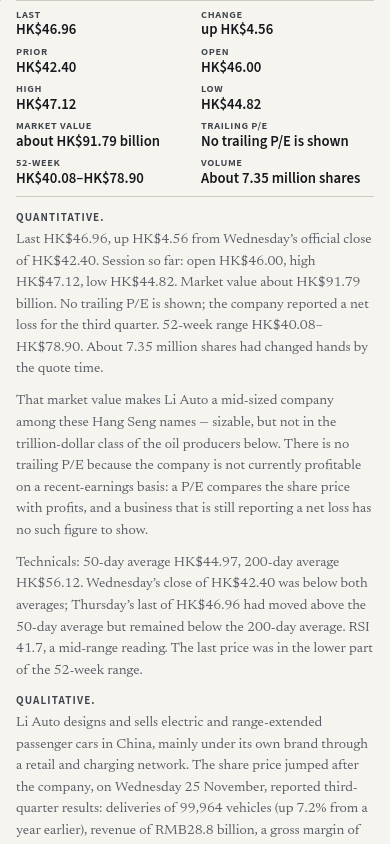 LAST CHANGE
HK$46.96 up HK$4.56
PRIOR OPEN
HK$42.40 HK$46.00
HIGH LOW
HK$47.12 HK$44.82
MARKET VALUE TRAILING P/E
about HK$91.79 billion No trailing P/E is shown
52-WEEK VOLUME
HK$40.08–HK$78.90 About 7.35 million shares
QUANTITATIVE.
Last HK$46.96, up HK$4.56 from Wednesday’s official close
of HK$42.40. Session so far: open HK$46.00, high
HK$47.12, low HK$44.82. Market value about HK$91.79
billion. No trailing P/E is shown; the company reported a net
loss for the third quarter. 52-week range HK$40.08–
HK$78.90. About 7.35 million shares had changed hands by
the quote time.
That market value makes Li Auto a mid-sized company
among these Hang Seng names — sizable, but not in the
trillion-dollar class of the oil producers below. There is no
trailing P/E because the company is not currently profitable
on a recent-earnings basis: a P/E compares the share price
with profits, and a business that is still reporting a net loss has
no such figure to show.
Technicals: 50-day average HK$44.97, 200-day average
HK$56.12. Wednesday’s close of HK$42.40 was below both
averages; Thursday’s last of HK$46.96 had moved above the
50-day average but remained below the 200-day average. RSI
41.7, a mid-range reading. The last price was in the lower part
of the 52-week range.
QUALITATIVE.
Li Auto designs and sells electric and range-extended
passenger cars in China, mainly under its own brand through
a retail and charging network. The share price jumped after
the company, on Wednesday 25 November, reported third-
quarter results: deliveries of 99,964 vehicles (up 7.2% from a
year earlier), revenue of RMB28.8 billion, a gross margin of